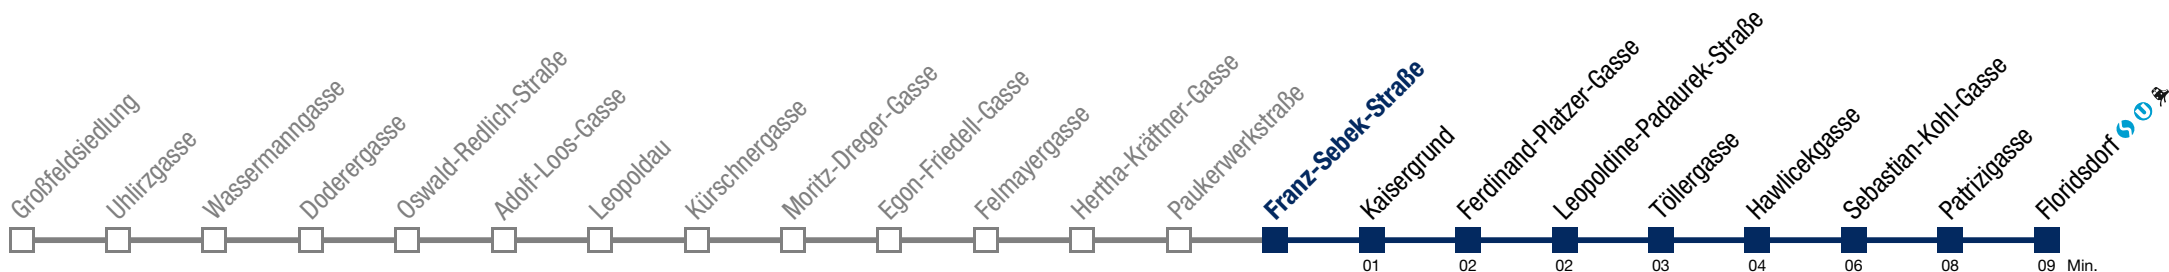 Großfeldsiedlung
Uhlirzgasse
Wassermanngasse
Doderergasse
Oswald-Redlich-Straße
Adolf-Loos-Gasse
Leopoldau
Kürschnergasse
Moritz-Dreger-Gasse
Egon-Friedell-Gasse
Felmayergasse
Hertha-Kräftner-Gasse
Paukerwerkstraße
Franz-Sebek-Straße
Kaisergrund
Ferdinand-Platzer-Gasse
Leopoldine-Padaurek-Straße
Töllergasse
Hawlicekgasse
Sebastian-Kohl-Gasse
Patrizigasse
Floridsdorf S U
01 02 02 03 04 06 08 09 Min.